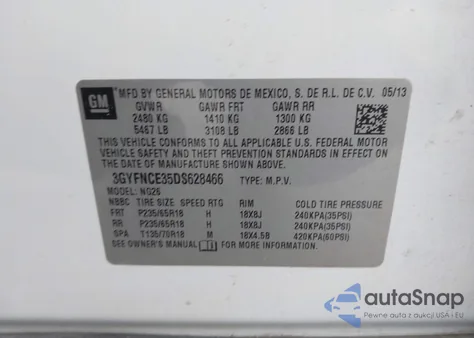 GM
MFD BY GENERAL MOTORS DE MEXICO, S. DE R.L. DE C.V. 05/13
GVWR GAWR FRT GAWR RR
2480 KG 1410 KG 1300 KG
5467 LB 3108 LB 2866 LB
THIS VEHICLE CONFORMS TO ALL APPLICABLE U.S. FEDERAL MOTOR
VEHICLE SAFETY AND THEFT PREVENTION STANDARDS IN EFFECT ON
THE DATE OF MANUFACTURE SHOWN ABOVE.
3GYFNCE35DS628466 TYPE: M.P.V.
MODEL: NG26
NBBC TIRE SIZE SPEED RTG RIM COLD TIRE PRESSURE
FRT P235/65R18 H 18X8J 240KPA(35PSI)
RR P235/65R18 H 18X8J 240KPA(35PSI)
SPA T135/70R18 M 18X4.5B 420KPA(60PSI)
SEE OWNER'S MANUAL FOR MORE INFORMATION.
autoSnap
Pewne auta z aukcji USA i EU